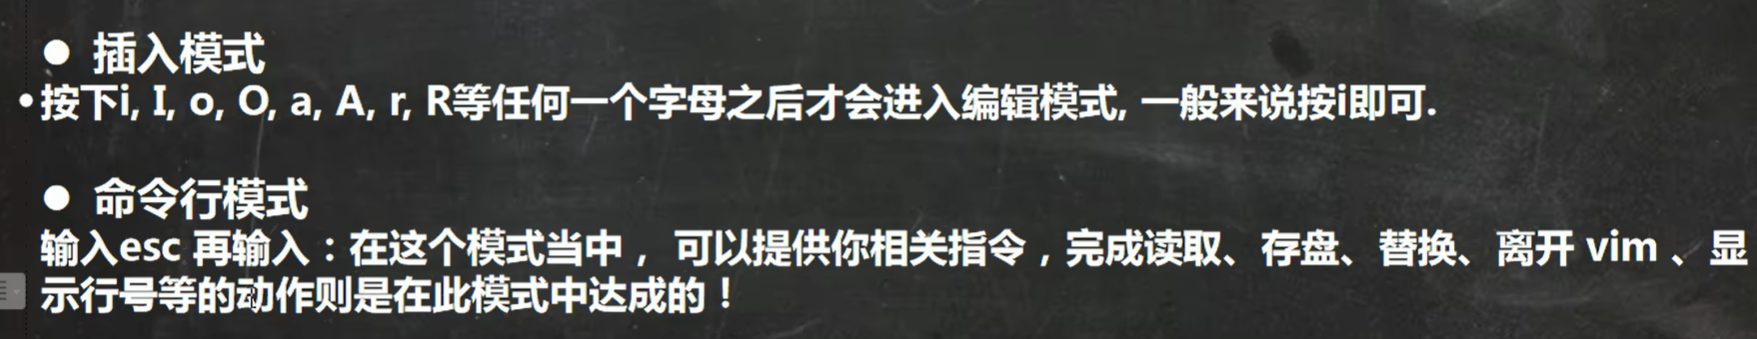 ● 插入模式
•按下i, I, o, O, a, A, r, R等任何一个字母之后才会进入编辑模式, 一般来说按i即可.
● 命令行模式
输入esc 再输入：在这个模式当中， 可以提供你相关指令，完成读取、存盘、替换、离开 vim 、显
示行号等的动作则是在此模式中达成的！